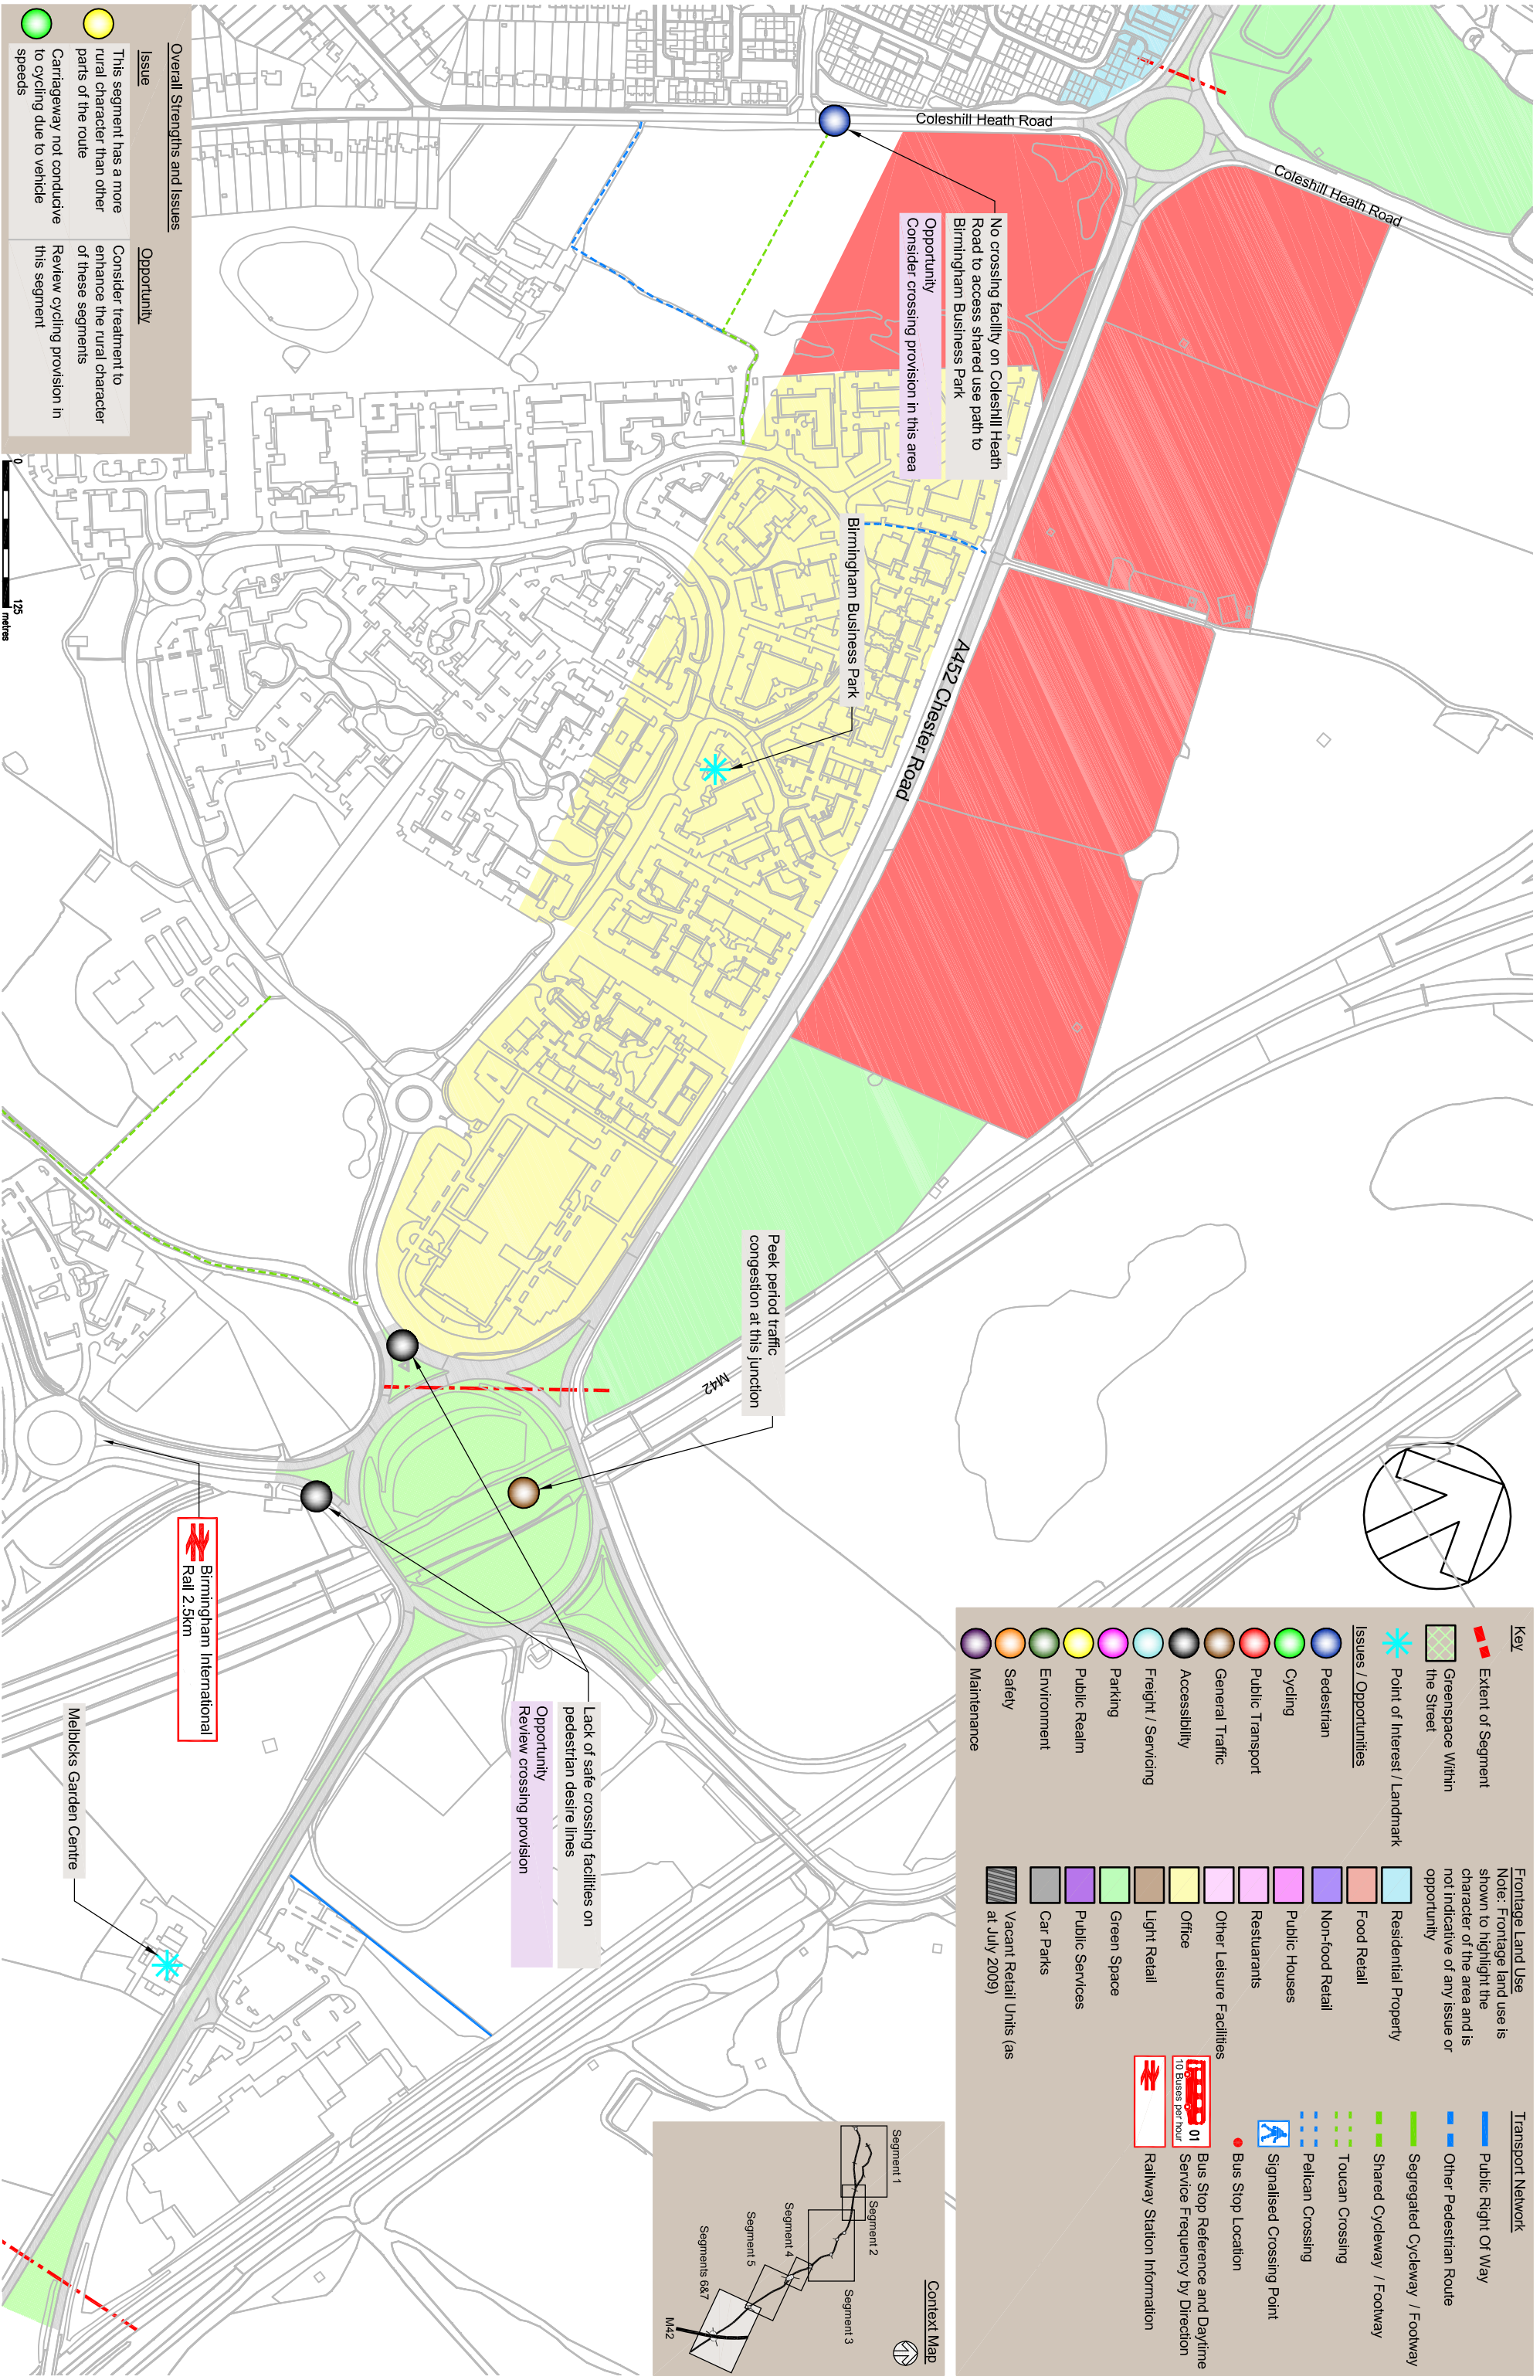 Coleshill Heath Road
Coleshill Heath Road
No crossing facility on Coleshill Heath
Road to access shared use path to
Birmingham Business Park
Opportunity
Consider crossing provision in this area
Birmingham Business Park
A452 Chester Road
Peek period traffic
congestion at this junction
M42
Lack of safe crossing facilities on
pedestrian desire lines
Opportunity
Review crossing provision
Birmingham International
Rail 2.5km
Melbicks Garden Centre
Overall Strengths and Issues
Issue
This segment has a more
rural character than other
parts of the route
Carriageway not conducive
to cycling due to vehicle
speeds
Opportunity
Consider treatment to
enhance the rural character
of these segments
Review cycling provision in
this segment
0
125
metres
Key
Extent of Segment
Greenspace Within
the Street
Point of Interest / Landmark
Issues / Opportunities
Pedestrian
Cycling
Public Transport
General Traffic
Accessibility
Freight / Servicing
Parking
Public Realm
Environment
Safety
Maintenance
Frontage Land Use
Note: Frontage land use is
shown to highlight the
character of the area and is
not indicative of any issue or
opportunity
Residential Property
Food Retail
Non-food Retail
Public Houses
Restuarants
Other Leisure Facilities
Office
Light Retail
Green Space
Public Services
Car Parks
Vacant Retail Units (as
at July 2009)
Transport Network
Public Right Of Way
Other Pedestrian Route
Segregated Cycleway / Footway
Shared Cycleway / Footway
Toucan Crossing
Pelican Crossing
Signalised Crossing Point
Bus Stop Location
01
10 Buses per hour
Bus Stop Reference and Daytime
Service Frequency by Direction
Railway Station Information
Context Map
Segment 1
Segment 2
Segment 3
Segment 4
Segment 5
Segments 6&7
M42